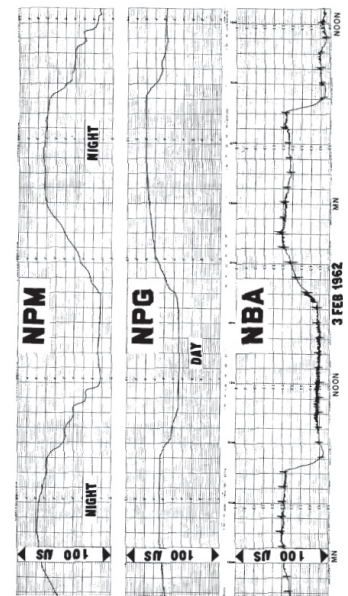 NPM
NIGHT
NIGHT
100 µs
NPG
DAY
100 µs
NBA
100 µs
MN
NOON
3 FEB 1962
MN
NOON